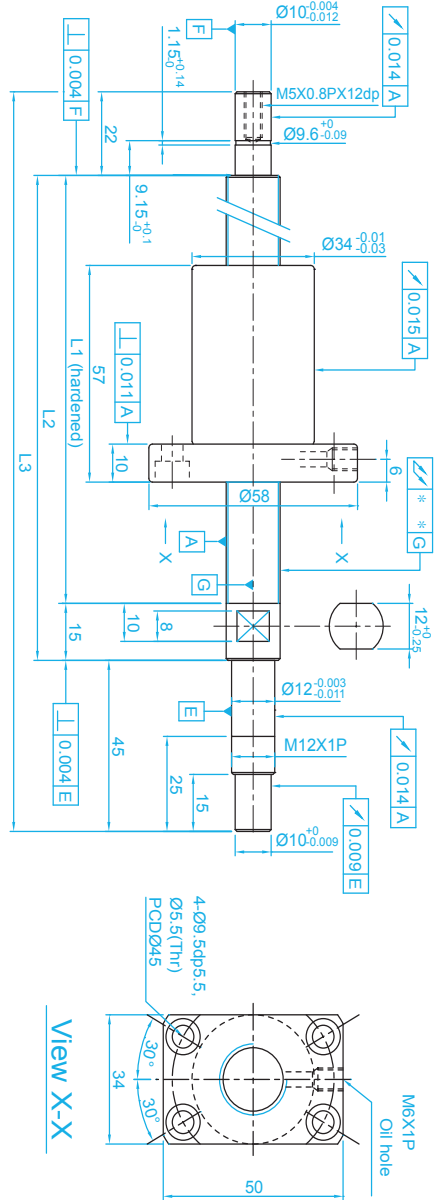 Ø10 -0.004 -0.012
0.014 A
F
1.15 +0.14 -0
M5X0.8PX12dp
Ø9.6 +0 -0.09
0.004 F
22
9.15 +0.1 -0
Ø34 -0.01 -0.03
0.015 A
L1 (hardened)
57
0.011 A
L2
L3
10
6
Ø58
* * G
X
X
A
G
10
8
15
12 +0 -0.25
Ø12 -0.003 -0.011
E
0.004 E
45
M12X1P
0.014 A
25
15
0.009 E
Ø10 +0 -0.009
4-Ø9.5dp5.5,
Ø5.5(Thr)
PCDØ45
M6X1P
Oil hole
30°
30°
34
50
View X-X